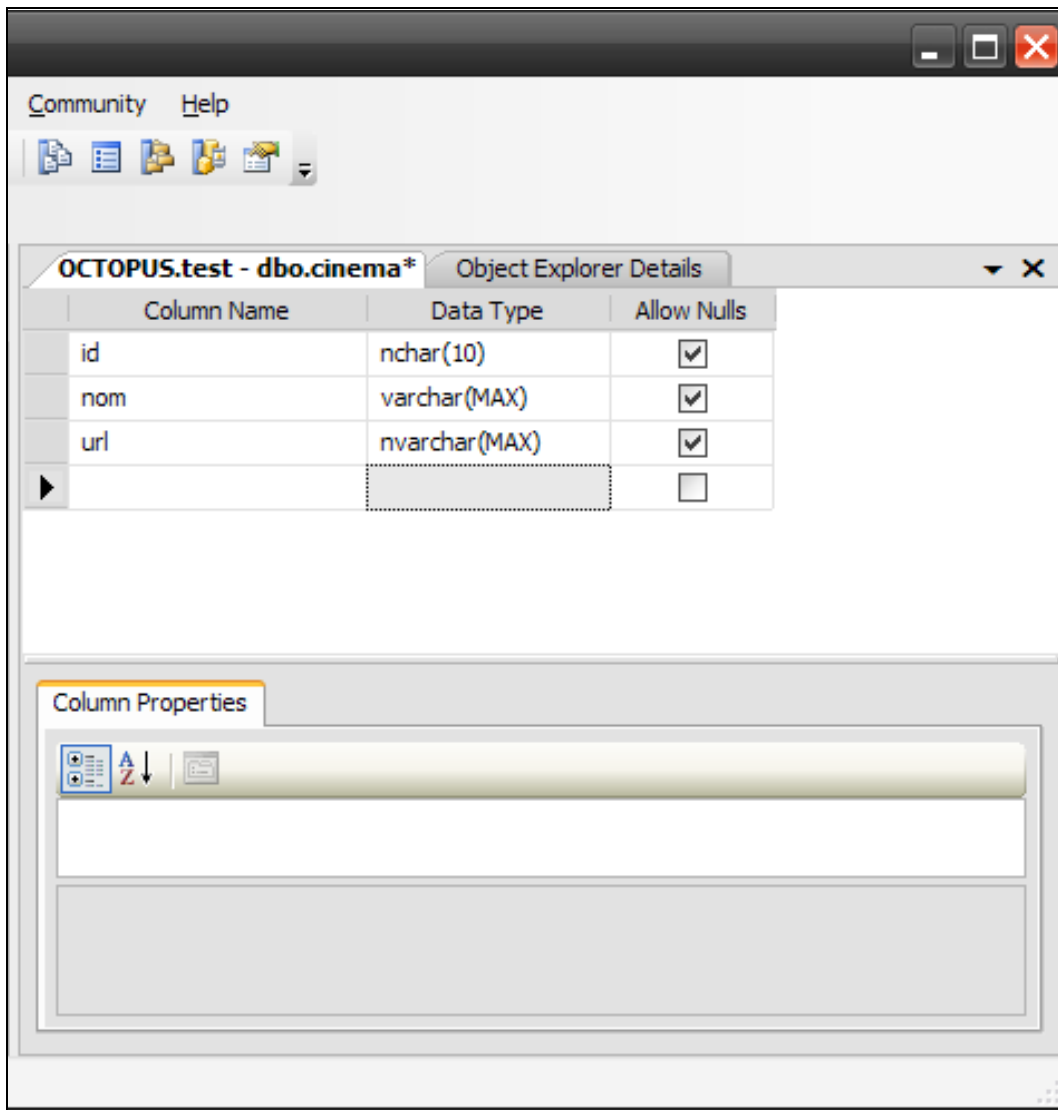 Community Help
OCTOPUS.test - dbo.cinema* Object Explorer Details
Column Name Data Type Allow Nulls
id nchar(10)
nom varchar(MAX)
url nvarchar(MAX)
Column Properties